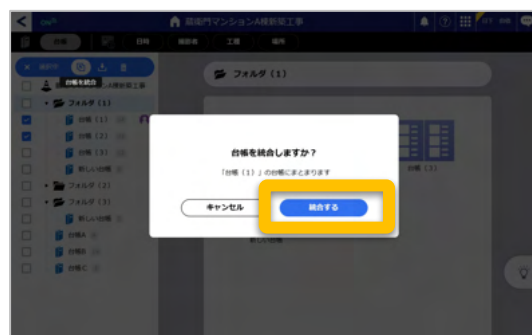 蔵衛門マンションA棟新築工事
台帳
日時
撮影者
工種
場所
選択中
台帳を統合
フォルダ（1）
フォルダ（1）
台帳（1）
台帳（2）
台帳（3）
新しい台帳
フォルダ（2）
フォルダ（3）
新しい台帳
台帳A
台帳B
台帳C
台帳（3）
新しい台帳
台帳を統合しますか？
「台帳（1）」の台帳にまとまります
キャンセル
統合する